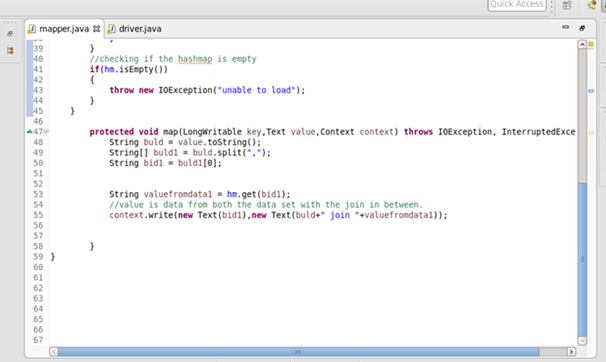 Quick Access
mapper.java
driver.java
39 }
40 //checking if the hashmap is empty
41 if(hm.isEmpty())
42 {
43 throw new IOException("unable to load");
44 }
45 }
46
47 protected void map(LongWritable key,Text value,Context context) throws IOException, InterruptedExce
48 String buld = value.toString();
49 String[] buld1 = buld.split(",");
50 String bid1 = buld1[0];
51
52
53 String valuefromdata1 = hm.get(bid1);
54 //value is data from both the data set with the join in between.
55 context.write(new Text(bid1),new Text(buld+" join "+valuefromdata1));
56
57
58 }
59 }
60
61
62
63
64
65
66
67